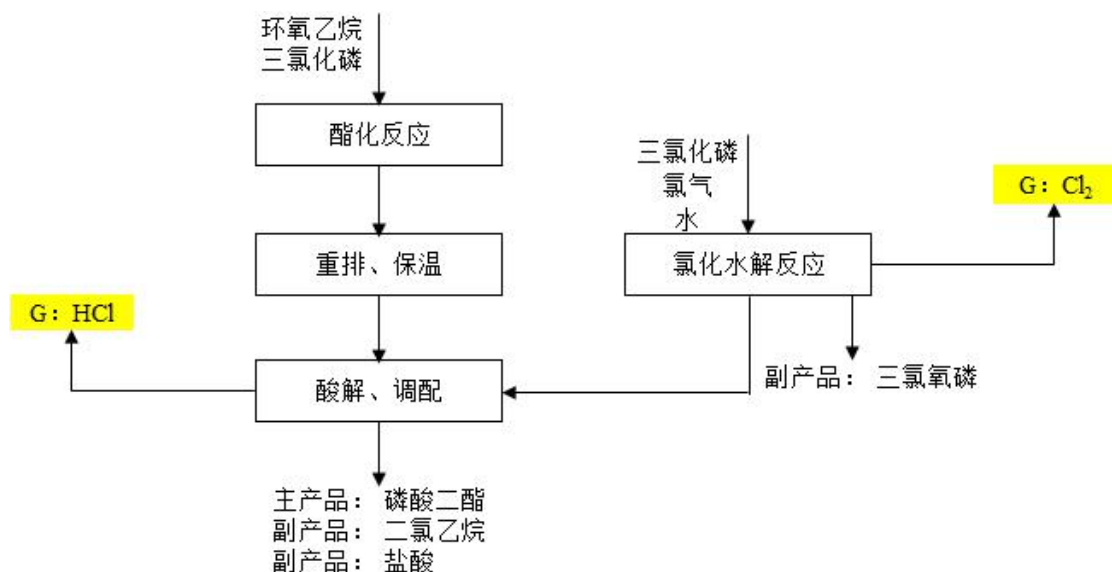 环氧乙烷
三氯化磷
酯化反应
三氯化磷
氯气
水
G：Cl₂
重排、保温
氯化水解反应
G：HCl
酸解、调配
副产品：三氯氧磷
主产品：磷酸二酯
副产品：二氯乙烷
副产品：盐酸